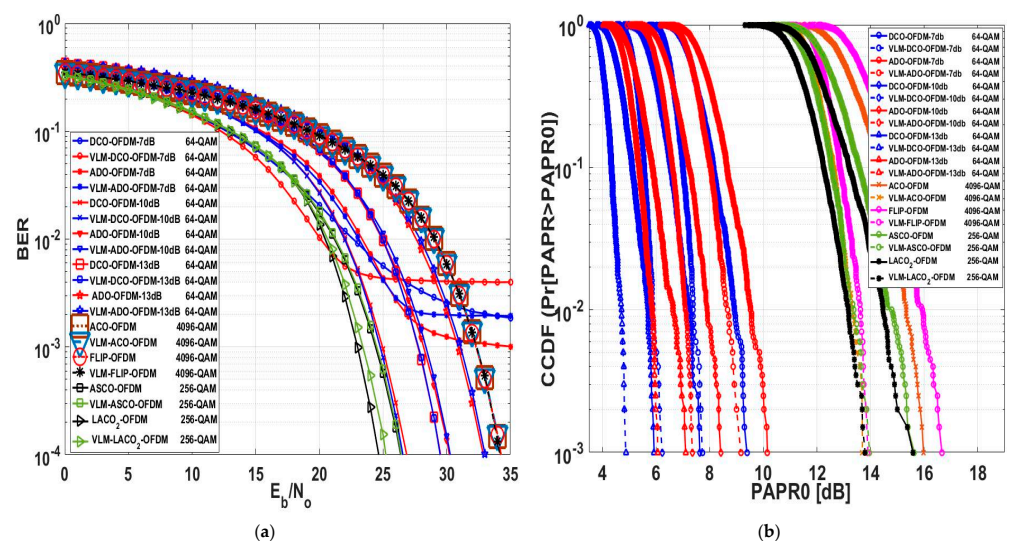 10^0
10^-1
10^-2
10^-3
10^-4
BER
DCO-OFDM-7dB 64-QAM
VLM-DCO-OFDM-7dB 64-QAM
ADO-OFDM-7dB 64-QAM
VLM-ADO-OFDM-7dB 64-QAM
DCO-OFDM-10dB 64-QAM
VLM-DCO-OFDM-10dB 64-QAM
ADO-OFDM-10dB 64-QAM
VLM-ADO-OFDM-10dB 64-QAM
DCO-OFDM-13dB 64-QAM
VLM-DCO-OFDM-13dB 64-QAM
ADO-OFDM-13dB 64-QAM
VLM-ADO-OFDM-13dB 64-QAM
ACO-OFDM 4096-QAM
VLM-ACO-OFDM 4096-QAM
FLIP-OFDM 4096-QAM
VLM-FLIP-OFDM 4096-QAM
ASCO-OFDM 256-QAM
VLM-ASCO-OFDM 256-QAM
LACO2-OFDM 256-QAM
VLM-LACO2-OFDM 256-QAM
0 5 10 15 20 25 30 35
Eb/No
(a)
10^0
10^-1
10^-2
10^-3
CCDF (Pr[PAPR>PAPR0])
DCO-OFDM-7db 64-QAM
VLM-DCO-OFDM-7db 64-QAM
ADO-OFDM-7db 64-QAM
VLM-ADO-OFDM-7db 64-QAM
DCO-OFDM-10db 64-QAM
VLM-DCO-OFDM-10db 64-QAM
ADO-OFDM-10db 64-QAM
VLM-ADO-OFDM-10db 64-QAM
DCO-OFDM-13db 64-QAM
VLM-DCO-OFDM-13db 64-QAM
ADO-OFDM-13db 64-QAM
VLM-ADO-OFDM-13db 64-QAM
ACO-OFDM 4096-QAM
VLM-ACO-OFDM 4096-QAM
FLIP-OFDM 4096-QAM
VLM-FLIP-OFDM 4096-QAM
ASCO-OFDM 256-QAM
VLM-ASCO-OFDM 256-QAM
LACO2-OFDM 256-QAM
VLM-LACO2-OFDM 256-QAM
4 6 8 10 12 14 16 18
PAPR0 [dB]
(b)